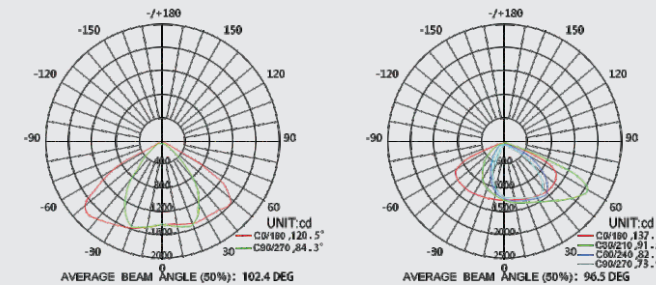 -/+180
-150 150
-120 120
-90 90
-60 60
-30 30
0
UNIT:cd
C0/180 ,120.5°
C90/270 ,84.3°
AVERAGE BEAM ANGLE (50%): 102.4 DEG
-/+180
-150 150
-120 120
-90 90
-60 60
-30 30
0
UNIT:cd
C0/180 ,137.
C30/210 ,91.
C60/240 ,82.
C90/270 ,73.
AVERAGE BEAM ANGLE (50%): 96.5 DEG